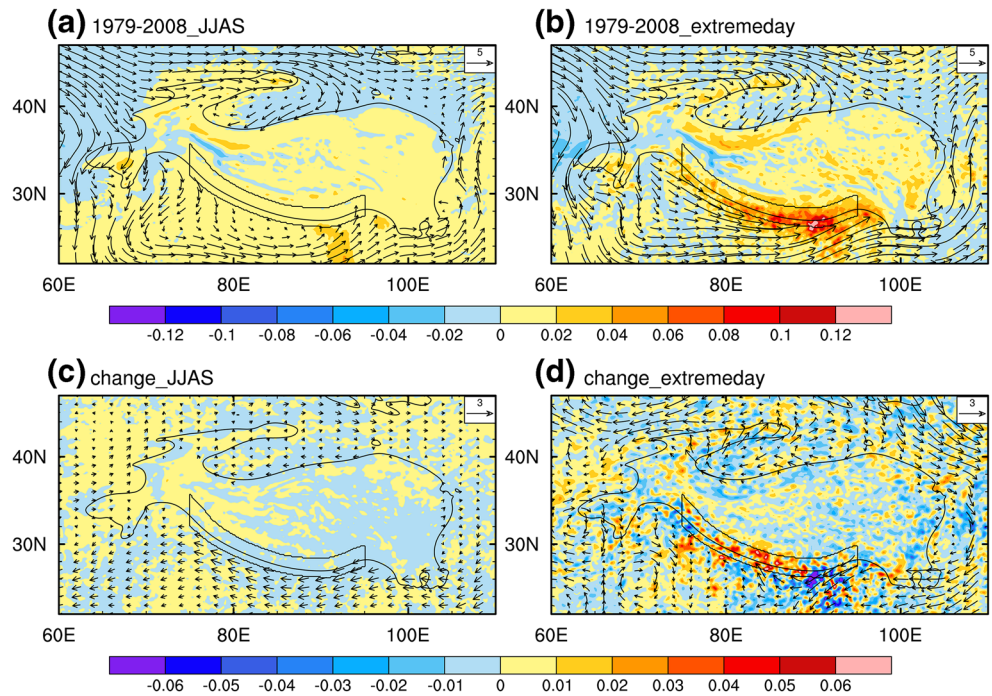 (a) 1979-2008_JJAS
(b) 1979-2008_extremeday
5
5
40N
30N
40N
30N
60E 80E 100E
60E 80E 100E
-0.12 -0.1 -0.08 -0.06 -0.04 -0.02 0 0.02 0.04 0.06 0.08 0.1 0.12
(c) change_JJAS
(d) change_extremeday
3
3
40N
30N
40N
30N
60E 80E 100E
60E 80E 100E
-0.06 -0.05 -0.04 -0.03 -0.02 -0.01 0 0.01 0.02 0.03 0.04 0.05 0.06